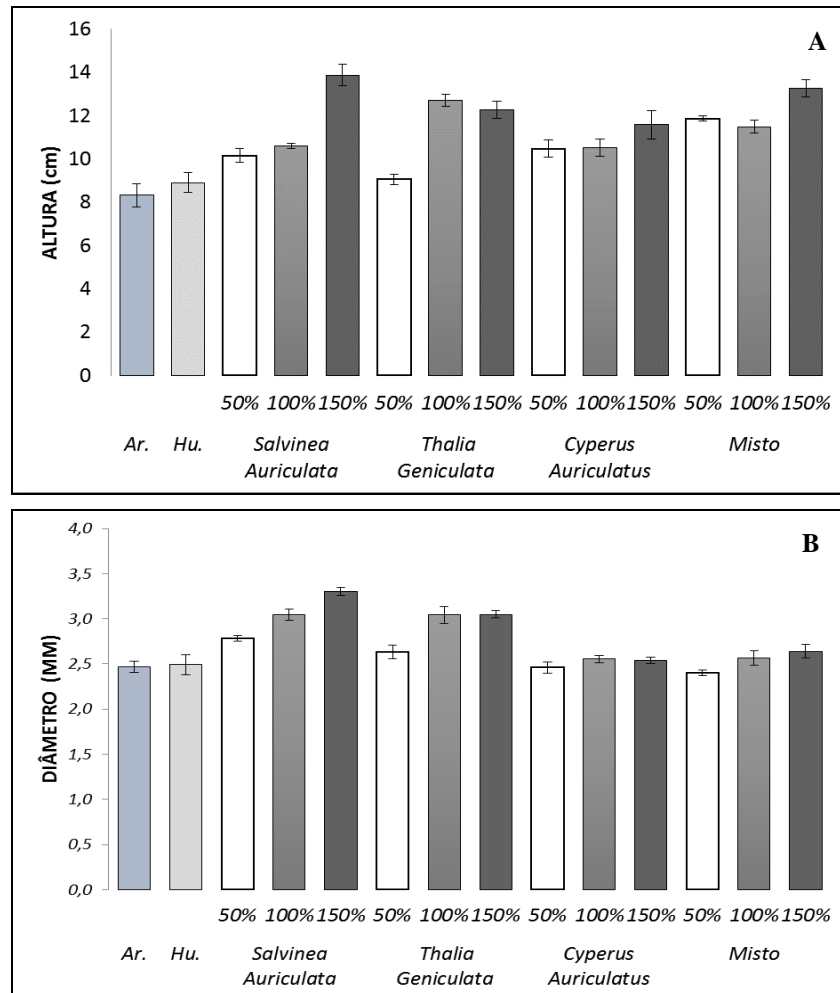 A
ALTURA (cm)
16
14
12
10
8
6
4
2
0
50% 100% 150% 50% 100% 150% 50% 100% 150% 50% 100% 150%
Ar. Hu. Salvinea Thalia Cyperus Misto
Auriculata Geniculata Auriculatus
B
DIÂMETRO (MM)
4,0
3,5
3,0
2,5
2,0
1,5
1,0
0,5
0,0
50% 100% 150% 50% 100% 150% 50% 100% 150% 50% 100% 150%
Ar. Hu. Salvinea Thalia Cyperus Misto
Auriculata Geniculata Auriculatus